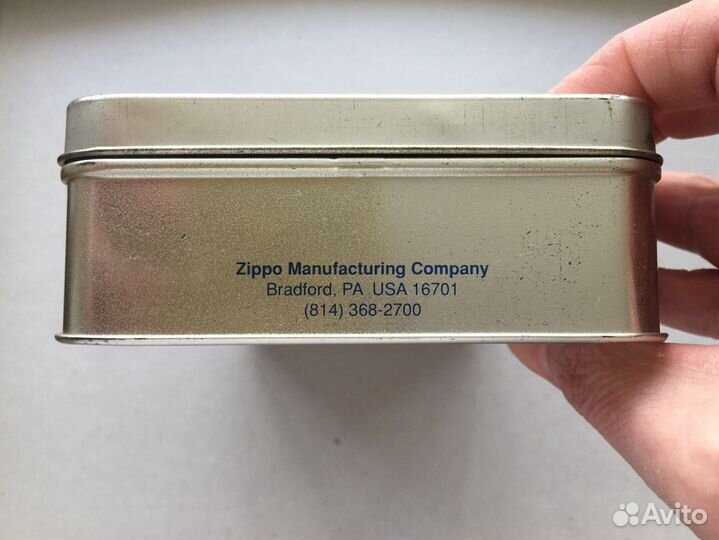 Zippo Manufacturing Company
Bradford, PA USA 16701
(814) 368-2700
Avito